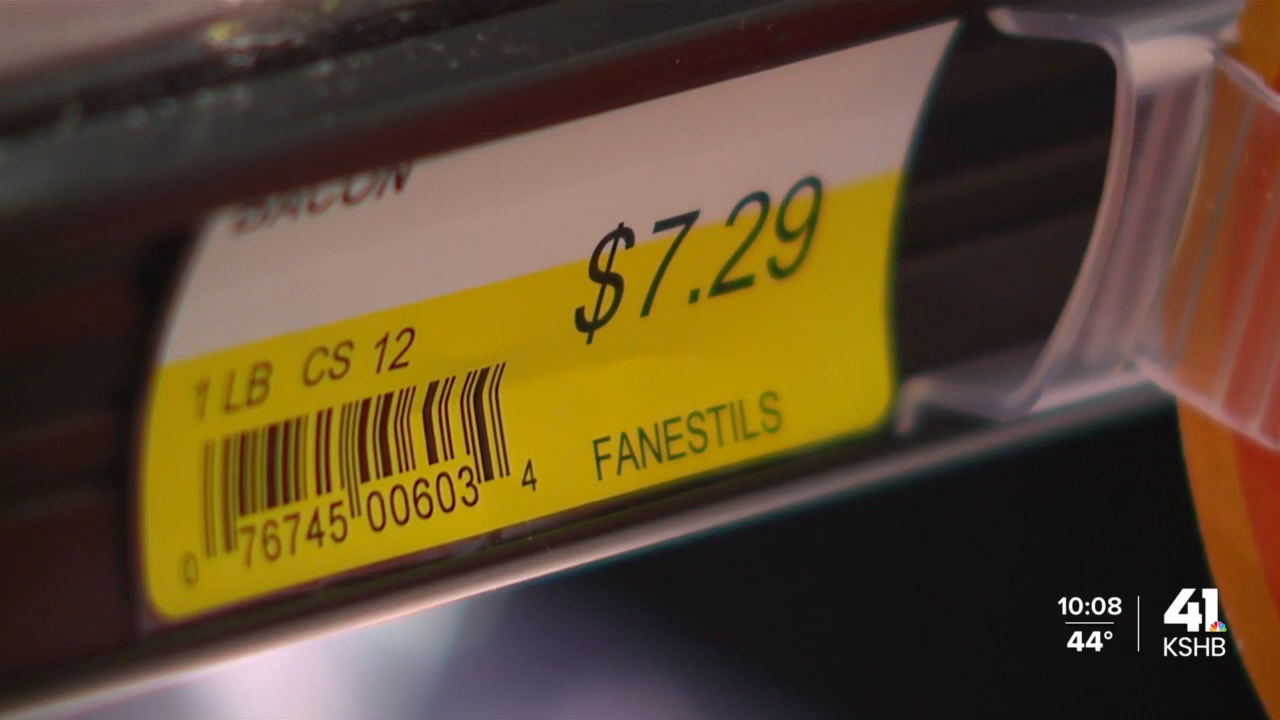 BACON
$7.29
1 LB CS 12
0 76745 00603 4
FANESTILS
10:08
44°
41
KSHB